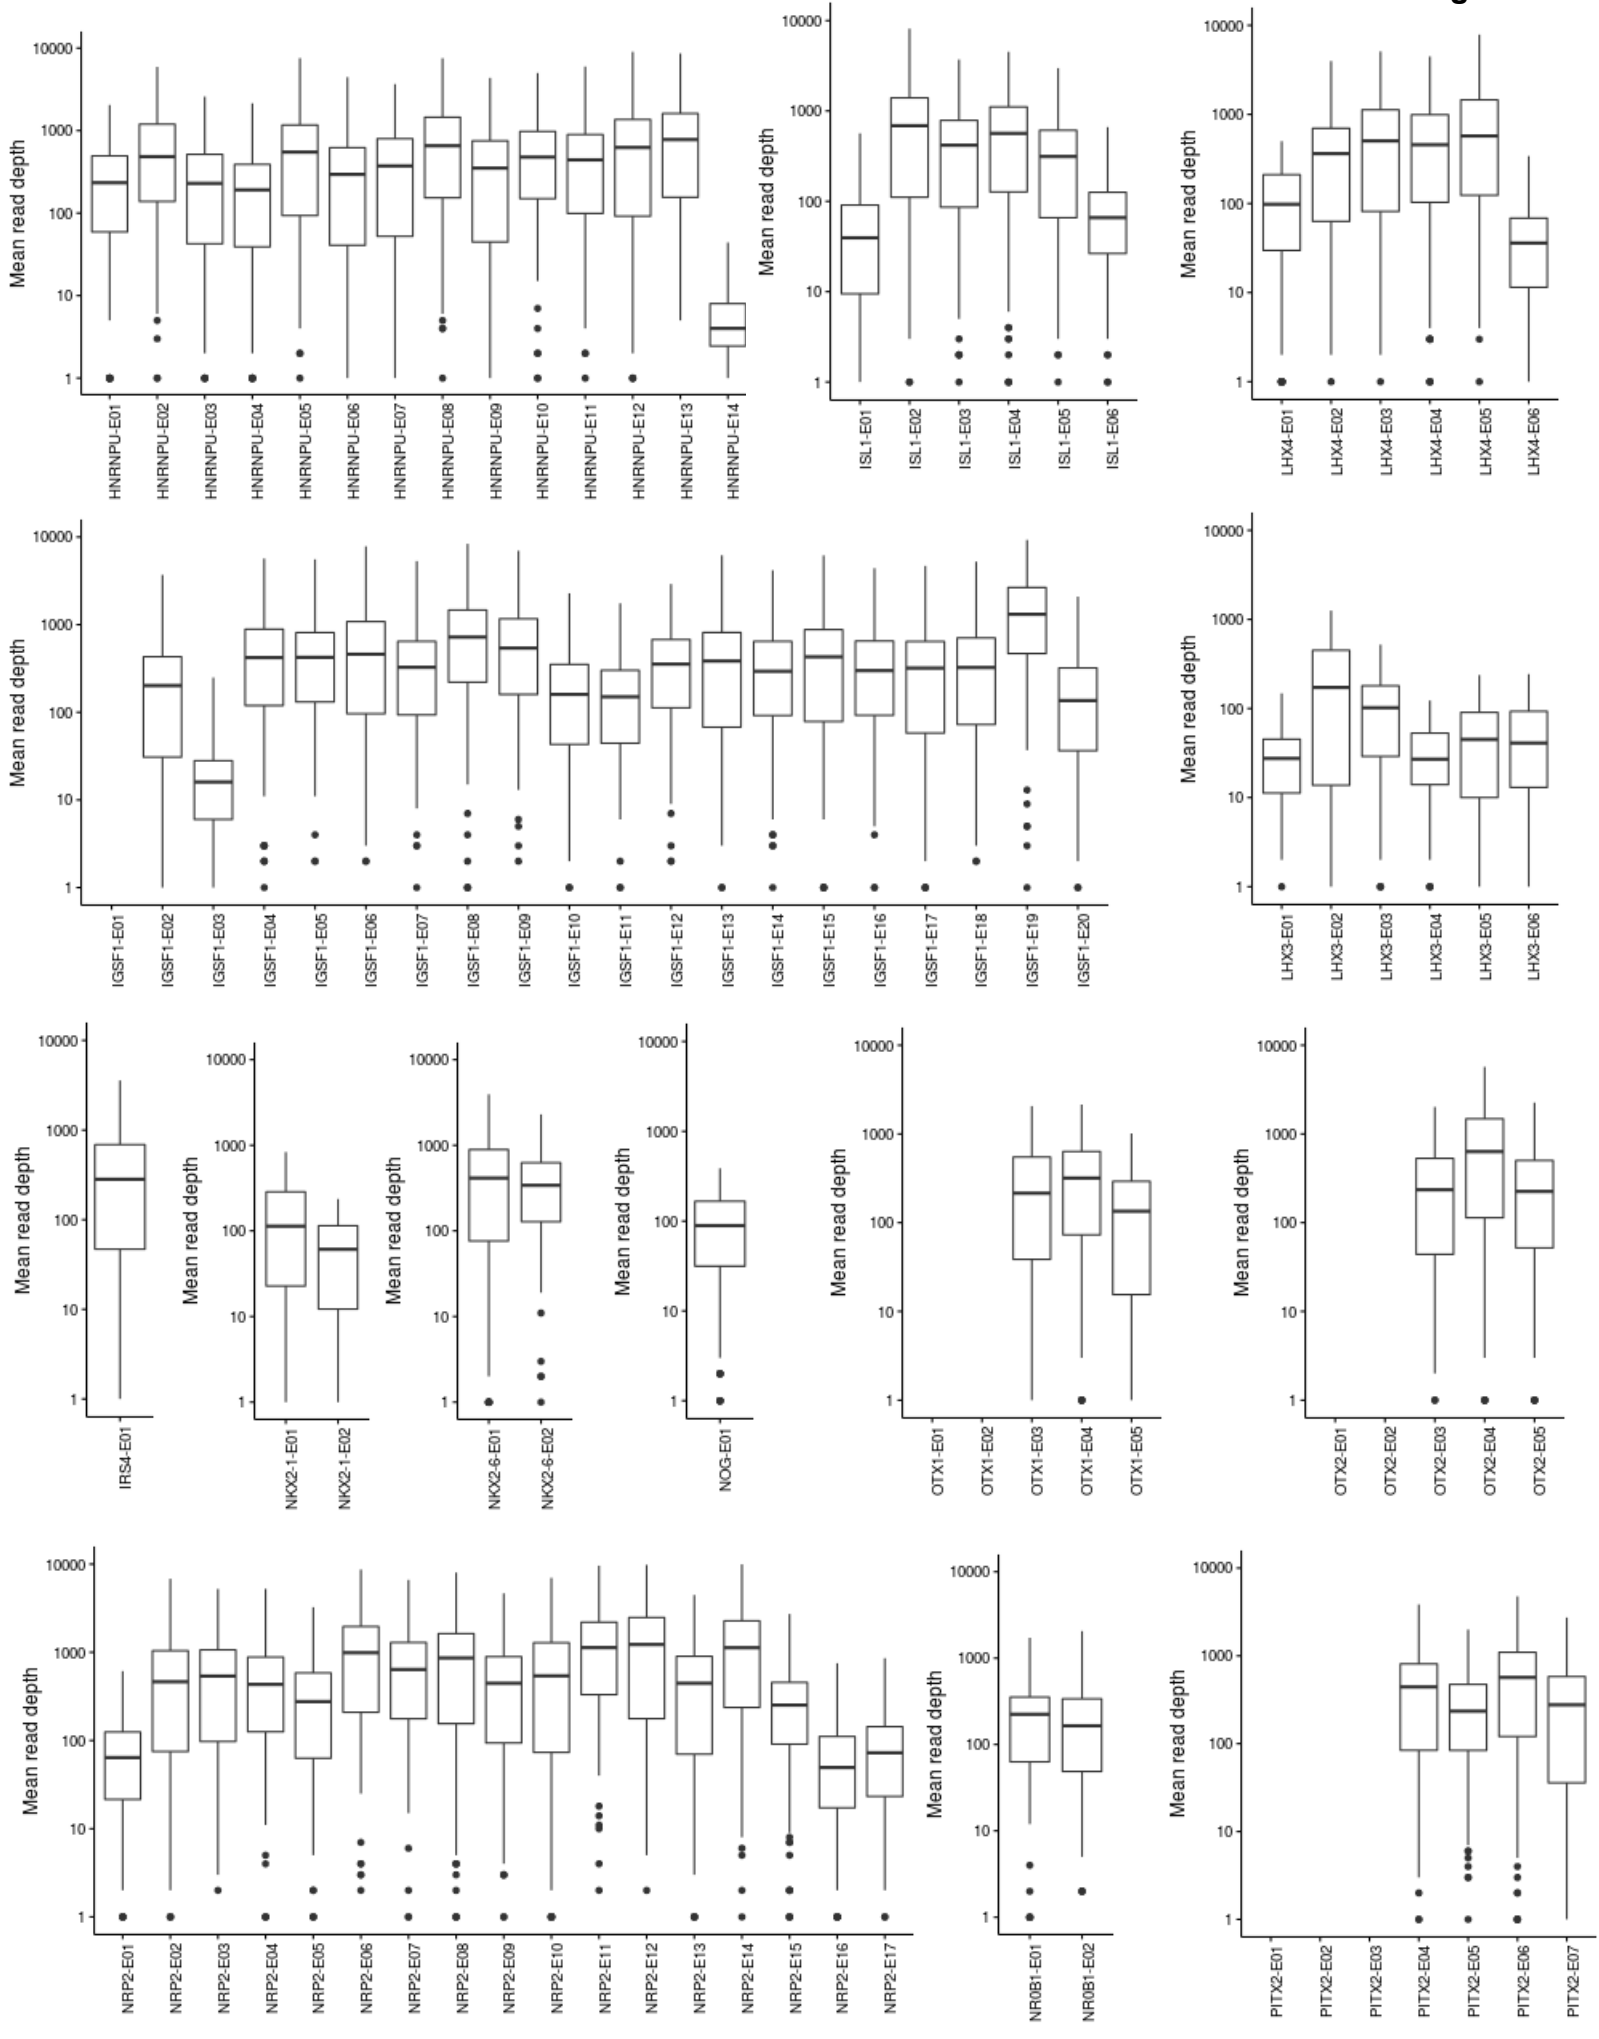 g
Mean read depth
10000
1000
100
10
1
HNRNPU-E01
HNRNPU-E02
HNRNPU-E03
HNRNPU-E04
HNRNPU-E05
HNRNPU-E06
HNRNPU-E07
HNRNPU-E08
HNRNPU-E09
HNRNPU-E10
HNRNPU-E11
HNRNPU-E12
HNRNPU-E13
HNRNPU-E14
Mean read depth
10000
1000
100
10
1
ISL1-E01
ISL1-E02
ISL1-E03
ISL1-E04
ISL1-E05
ISL1-E06
Mean read depth
10000
1000
100
10
1
LHX4-E01
LHX4-E02
LHX4-E03
LHX4-E04
LHX4-E05
LHX4-E06
Mean read depth
10000
1000
100
10
1
IGSF1-E01
IGSF1-E02
IGSF1-E03
IGSF1-E04
IGSF1-E05
IGSF1-E06
IGSF1-E07
IGSF1-E08
IGSF1-E09
IGSF1-E10
IGSF1-E11
IGSF1-E12
IGSF1-E13
IGSF1-E14
IGSF1-E15
IGSF1-E16
IGSF1-E17
IGSF1-E18
IGSF1-E19
IGSF1-E20
Mean read depth
10000
1000
100
10
1
LHX3-E01
LHX3-E02
LHX3-E03
LHX3-E04
LHX3-E05
LHX3-E06
Mean read depth
10000
1000
100
10
1
IRS4-E01
Mean read depth
10000
1000
100
10
1
NKX2-1-E01
NKX2-1-E02
Mean read depth
10000
1000
100
10
1
NKX2-6-E01
NKX2-6-E02
Mean read depth
10000
1000
100
10
1
NOG-E01
Mean read depth
10000
1000
100
10
1
OTX1-E01
OTX1-E02
OTX1-E03
OTX1-E04
OTX1-E05
Mean read depth
10000
1000
100
10
1
OTX2-E01
OTX2-E02
OTX2-E03
OTX2-E04
OTX2-E05
Mean read depth
10000
1000
100
10
1
NRP2-E01
NRP2-E02
NRP2-E03
NRP2-E04
NRP2-E05
NRP2-E06
NRP2-E07
NRP2-E08
NRP2-E09
NRP2-E10
NRP2-E11
NRP2-E12
NRP2-E13
NRP2-E14
NRP2-E15
NRP2-E16
NRP2-E17
Mean read depth
10000
1000
100
10
1
NR0B1-E01
NR0B1-E02
Mean read depth
10000
1000
100
10
1
PITX2-E01
PITX2-E02
PITX2-E03
PITX2-E04
PITX2-E05
PITX2-E06
PITX2-E07